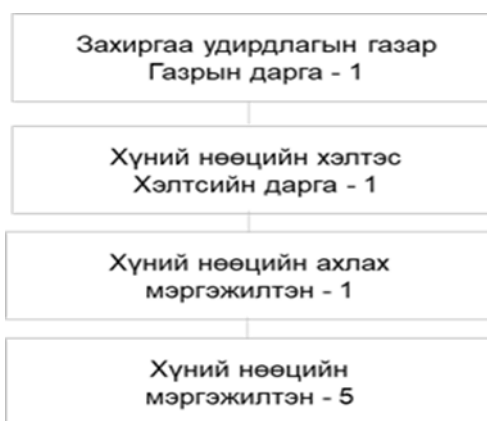 Захиргаа удирдлагын газар
Газрын дарга - 1
Хүний нөөцийн хэлтэс
Хэлтсийн дарга - 1
Хүний нөөцийн ахлах
мэргэжилтэн - 1
Хүний нөөцийн
мэргэжилтэн - 5